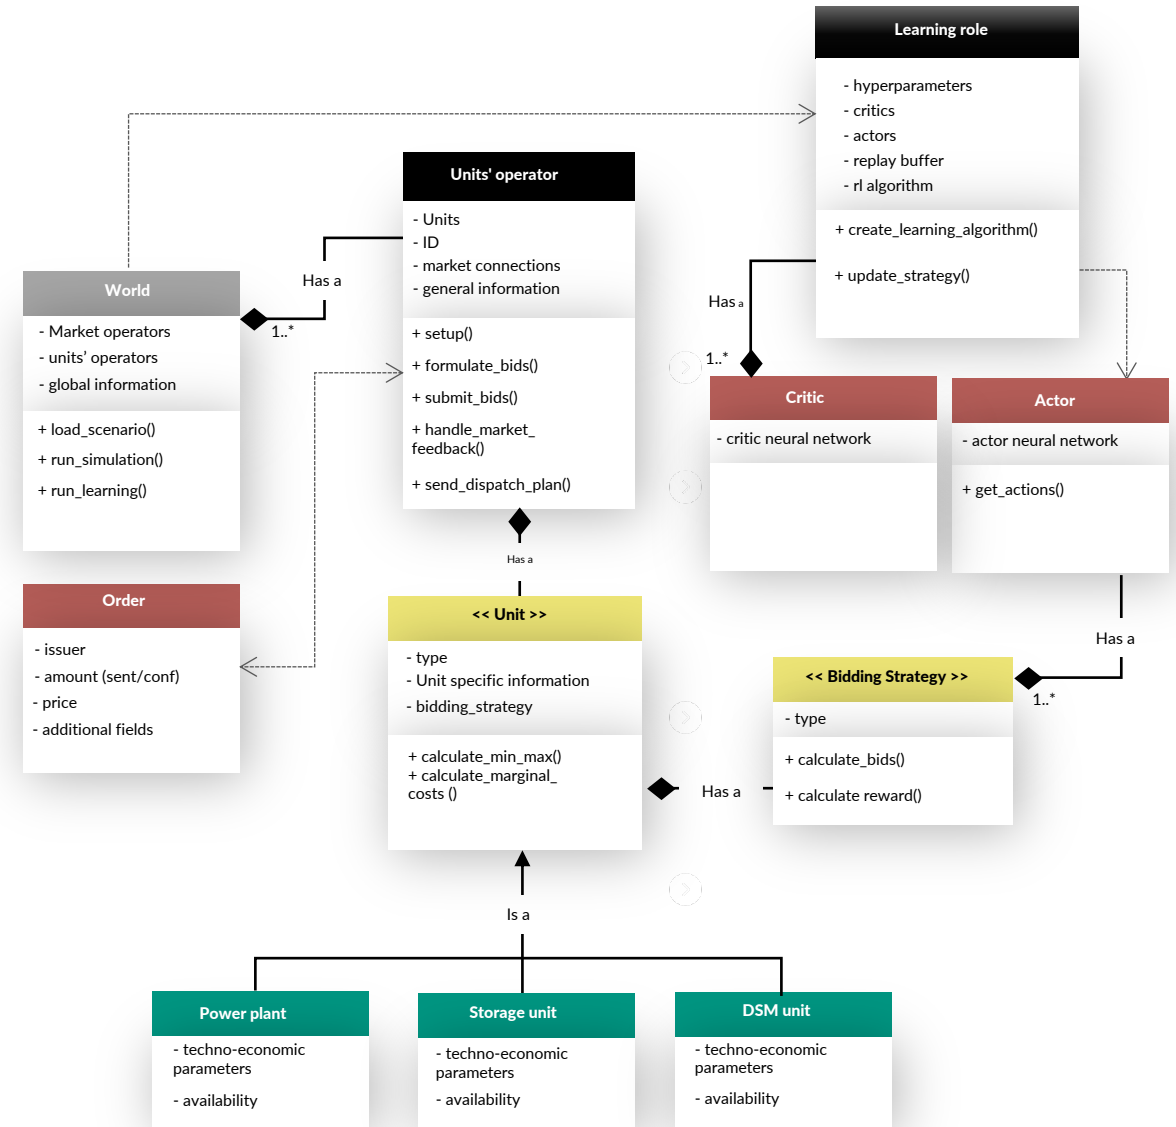 Learning role
- hyperparameters
- critics
- actors
- replay buffer
- rl algorithm
+ create_learning_algorithm()
+ update_strategy()
Units' operator
- Units
- ID
- market connections
- general information
+ setup()
+ formulate_bids()
+ submit_bids()
+ handle_market_
feedback()
+ send_dispatch_plan()
Has a
1..*
World
- Market operators
- units’ operators
- global information
+ load_scenario()
+ run_simulation()
+ run_learning()
Has a
1..*
Critic
- critic neural network
Actor
- actor neural network
+ get_actions()
Has a
Order
- issuer
- amount (sent/conf)
- price
- additional fields
<< Unit >>
- type
- Unit specific information
- bidding_strategy
+ calculate_min_max()
+ calculate_marginal_
costs ()
Has a
1..*
<< Bidding Strategy >>
- type
+ calculate_bids()
+ calculate reward()
Has a
Is a
Power plant
- techno-economic
parameters
- availability
Storage unit
- techno-economic
parameters
- availability
DSM unit
- techno-economic
parameters
- availability